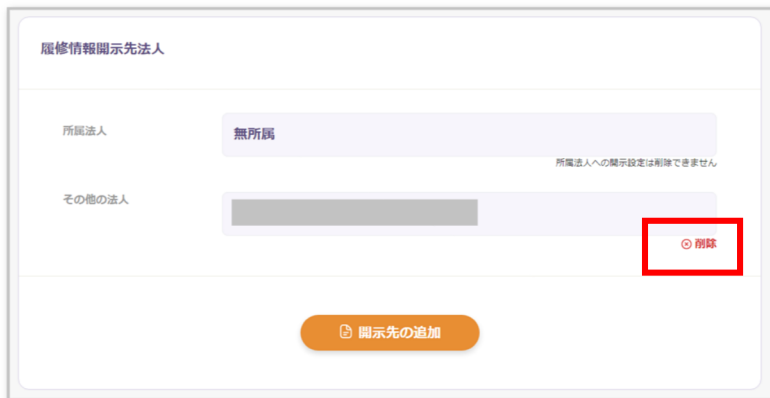 履修情報開示先法人
所属法人
無所属
所属法人への開示設定は削除できません
その他の法人
削除
開示先の追加